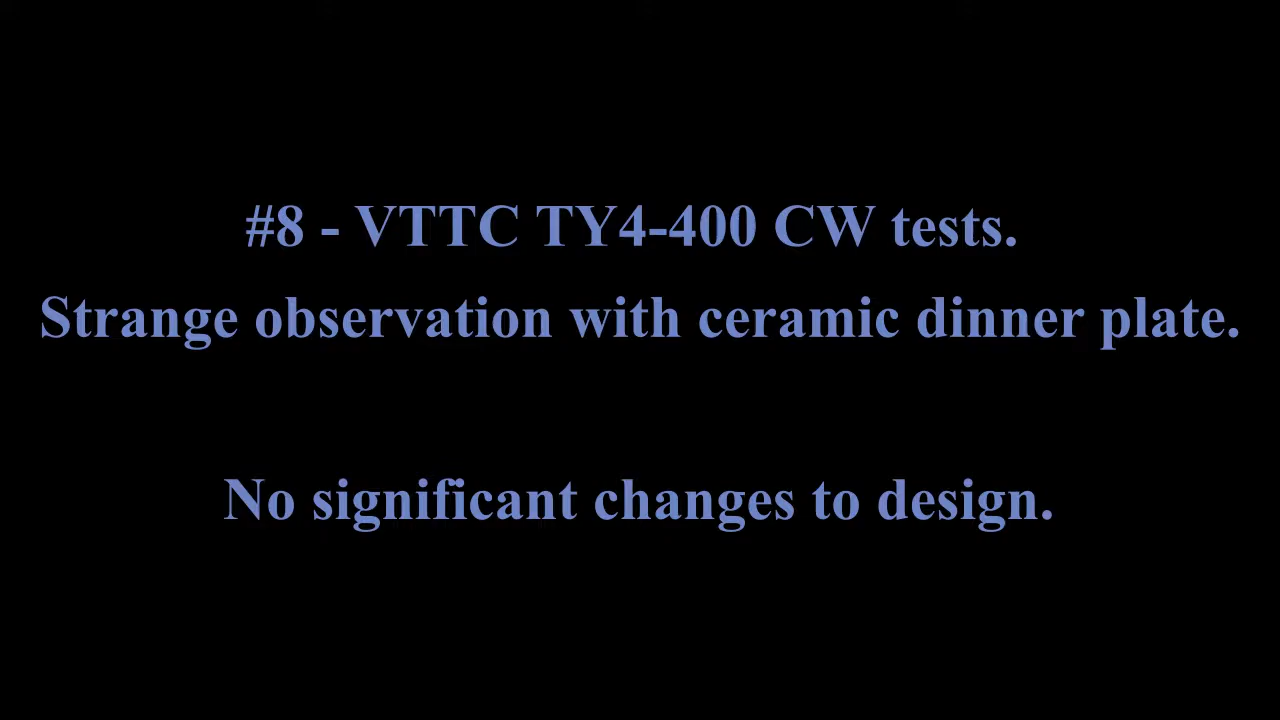 #8 - VTTC TY4-400 CW tests.
Strange observation with ceramic dinner plate.
No significant changes to design.